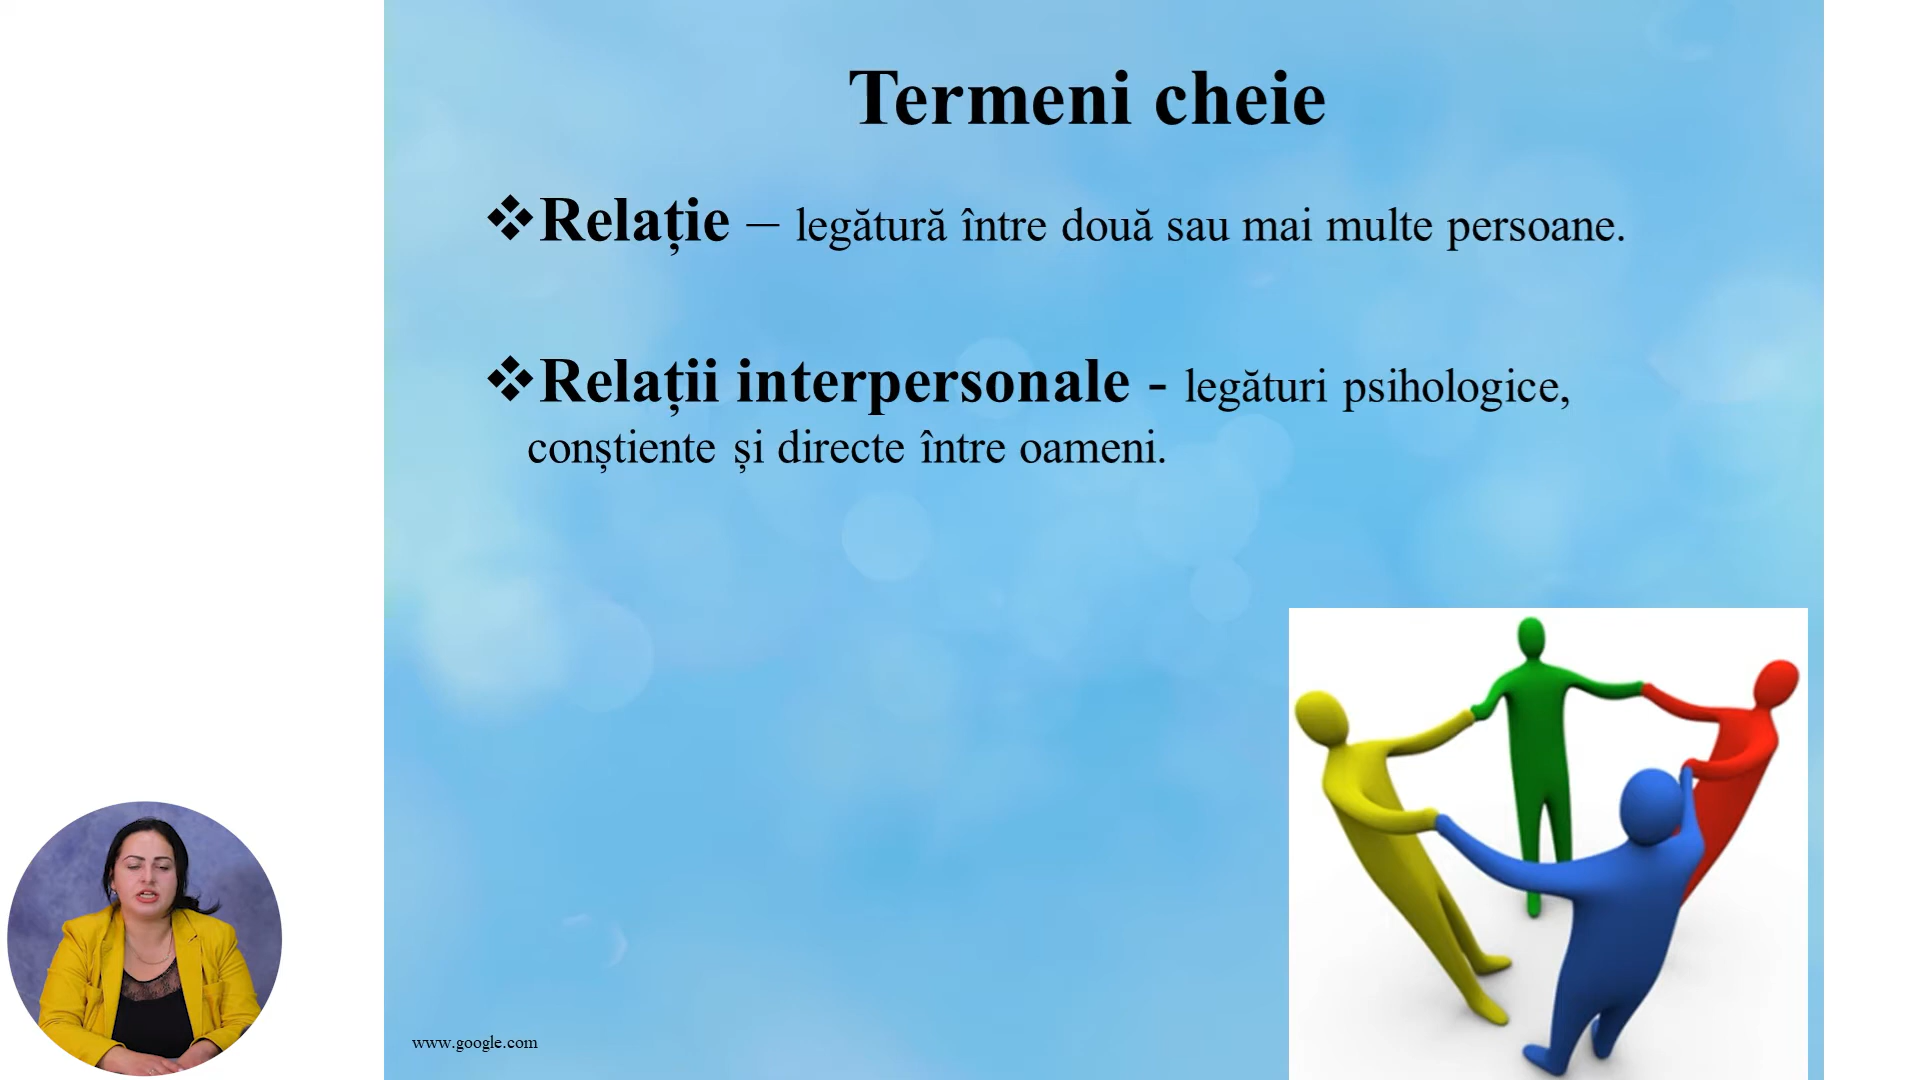 Termeni cheie
❖Relație – legătură între două sau mai multe persoane.
❖Relații interpersonale - legături psihologice,
conștiente și directe între oameni.
www.google.com